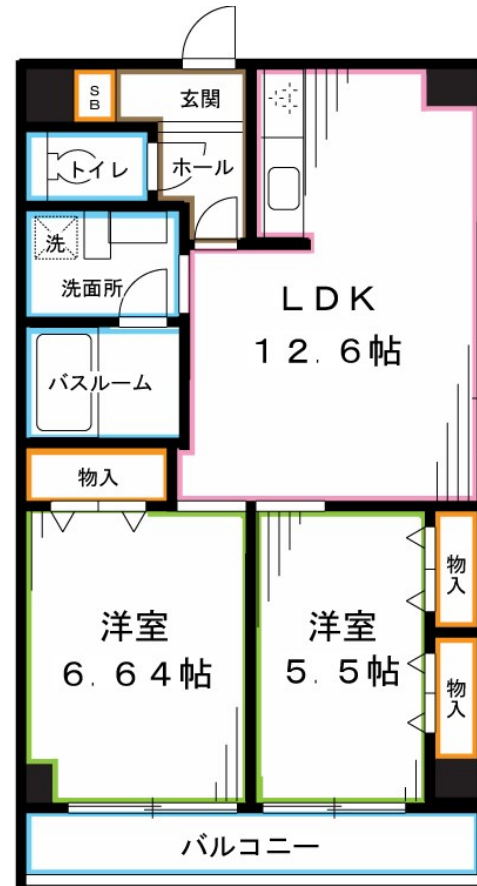 SB
玄関
トイレ
ホール
洗
洗面所
LDK
12.6帖
バスルーム
物入
洋室
6.64帖
洋室
5.5帖
物入
物入
バルコニー